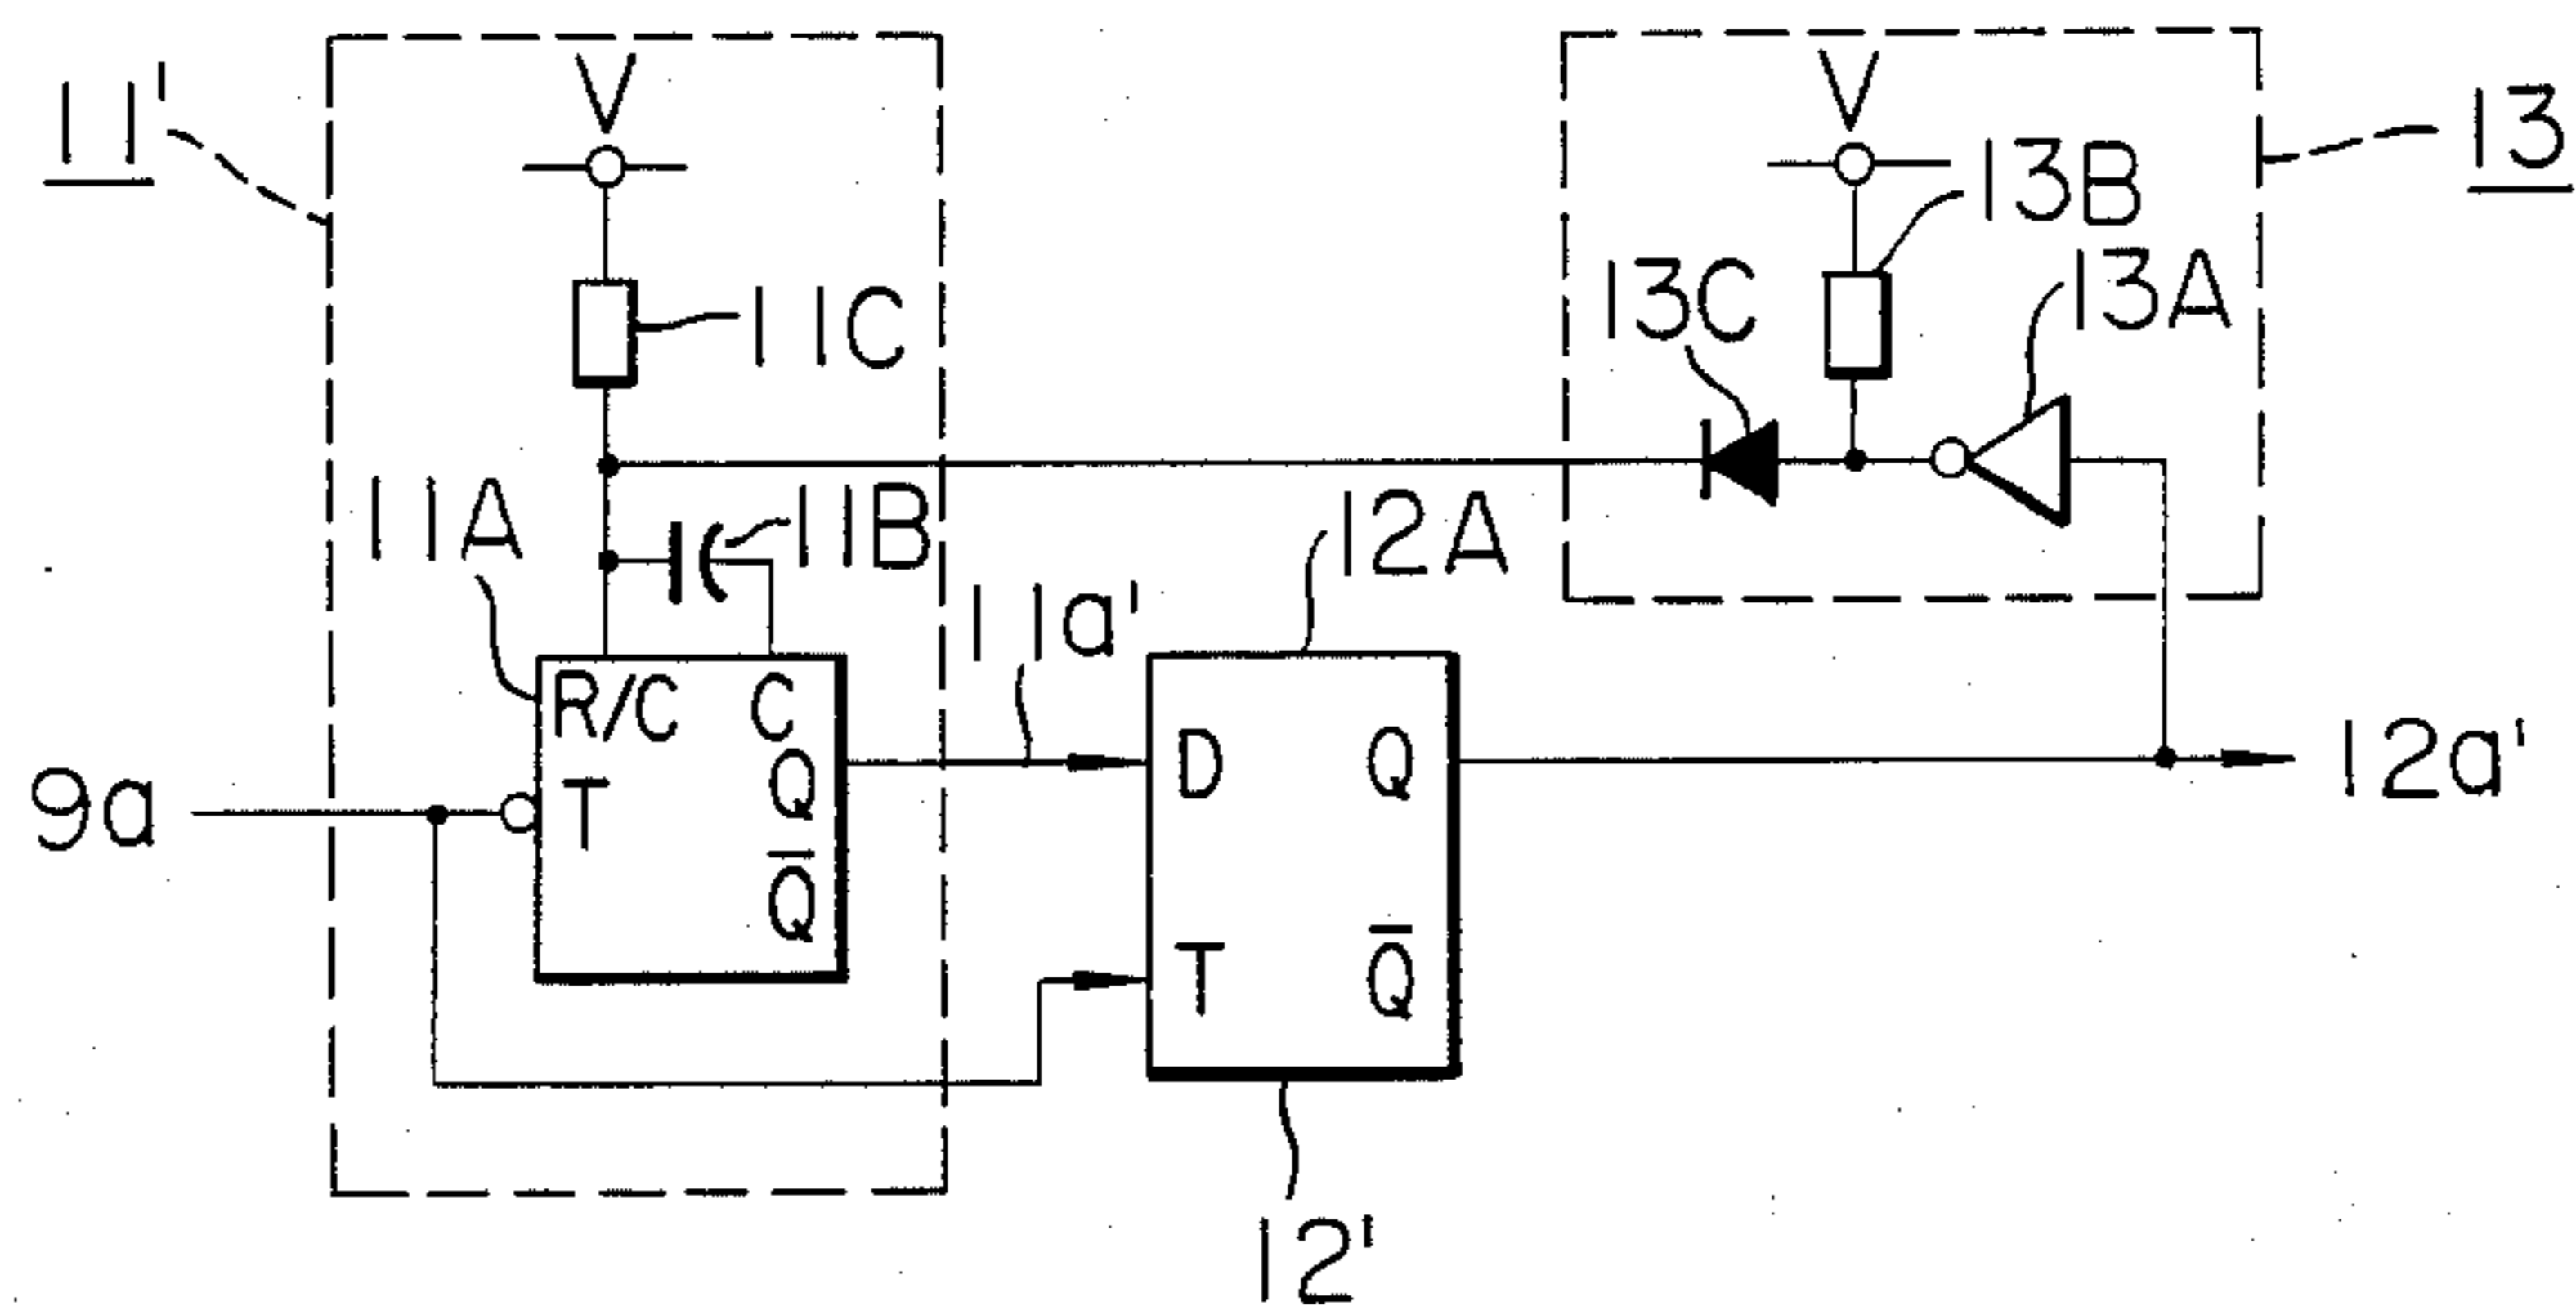 11'
V
11C
11A
11B
R/C C
T Q
Q̅
9a
11a'
12A
D Q
T Q̅
12'
V
13
13B
13C
13A
12a'